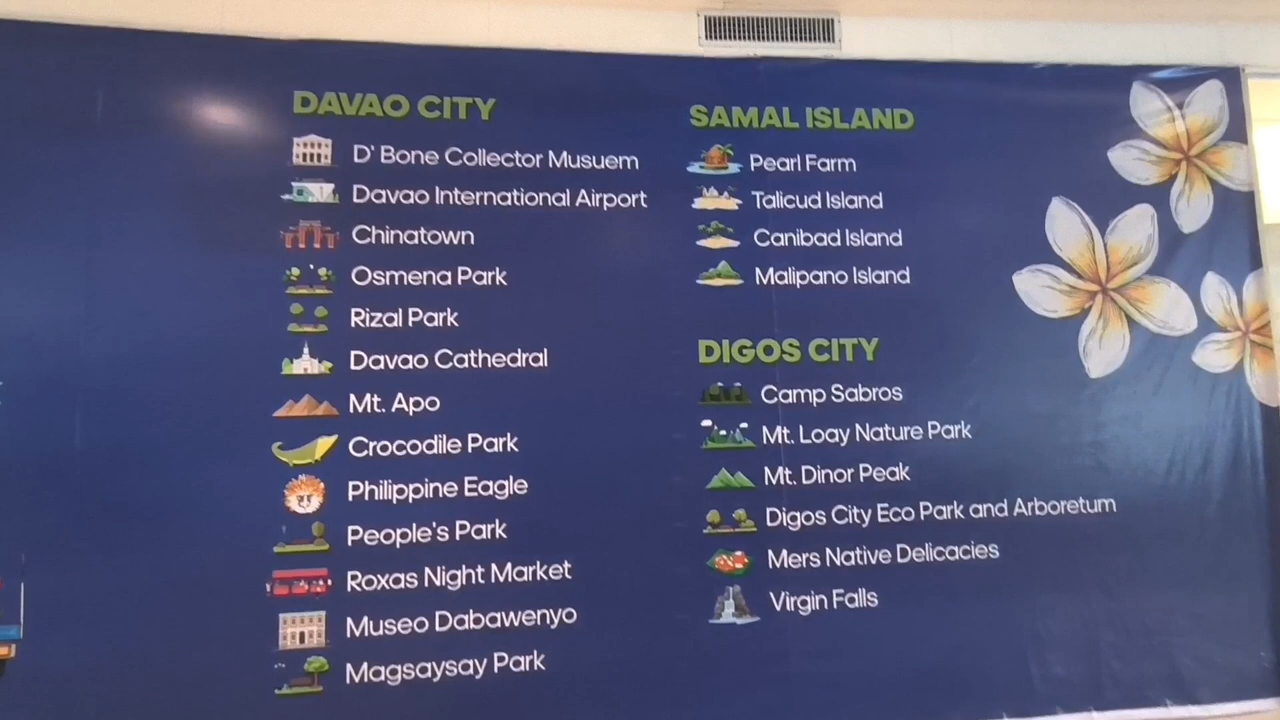 DAVAO CITY
D' Bone Collector Musuem
Davao International Airport
Chinatown
Osmena Park
Rizal Park
Davao Cathedral
Mt. Apo
Crocodile Park
Philippine Eagle
People's Park
Roxas Night Market
Museo Dabawenyo
Magsaysay Park
SAMAL ISLAND
Pearl Farm
Talicud Island
Canibad Island
Malipano Island
DIGOS CITY
Camp Sabros
Mt. Loay Nature Park
Mt. Dinor Peak
Digos City Eco Park and Arboretum
Mers Native Delicacies
Virgin Falls